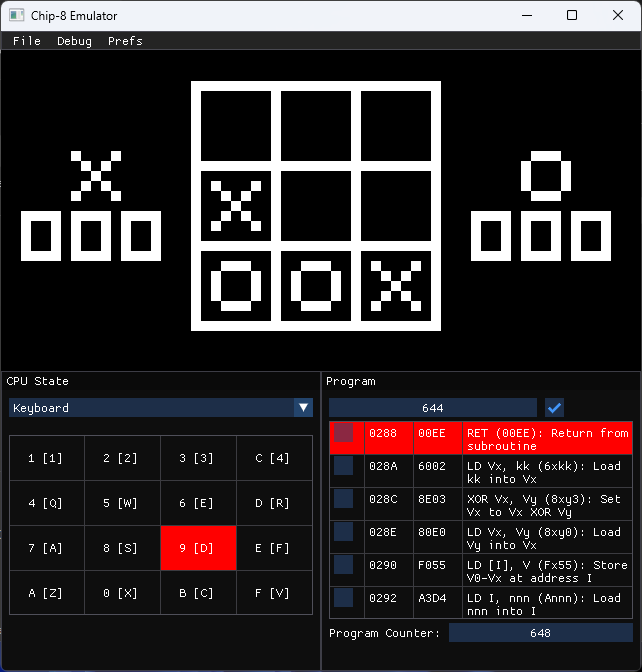 Chip-8 Emulator
File Debug Prefs
X
O
000
000
X
O O X
CPU State
Keyboard
1 [1] 2 [2] 3 [3] C [4]
4 [Q] 5 [W] 6 [E] D [R]
7 [A] 8 [S] 9 [D] E [F]
A [Z] 0 [X] B [C] F [V]
Program
644
0288 00EE RET (00EE): Return from
subroutine
028A 6002 LD Vx, kk (6xkk): Load
kk into Vx
028C 8E03 XOR Vx, Vy (8xy3): Set
Vx to Vx XOR Vy
028E 80E0 LD Vx, Vy (8xy0): Load
Vy into Vx
0290 F055 LD [I], V (Fx55): Store
V0-Vx at address I
0292 A3D4 LD I, nnn (Annn): Load
nnn into I
Program Counter: 648